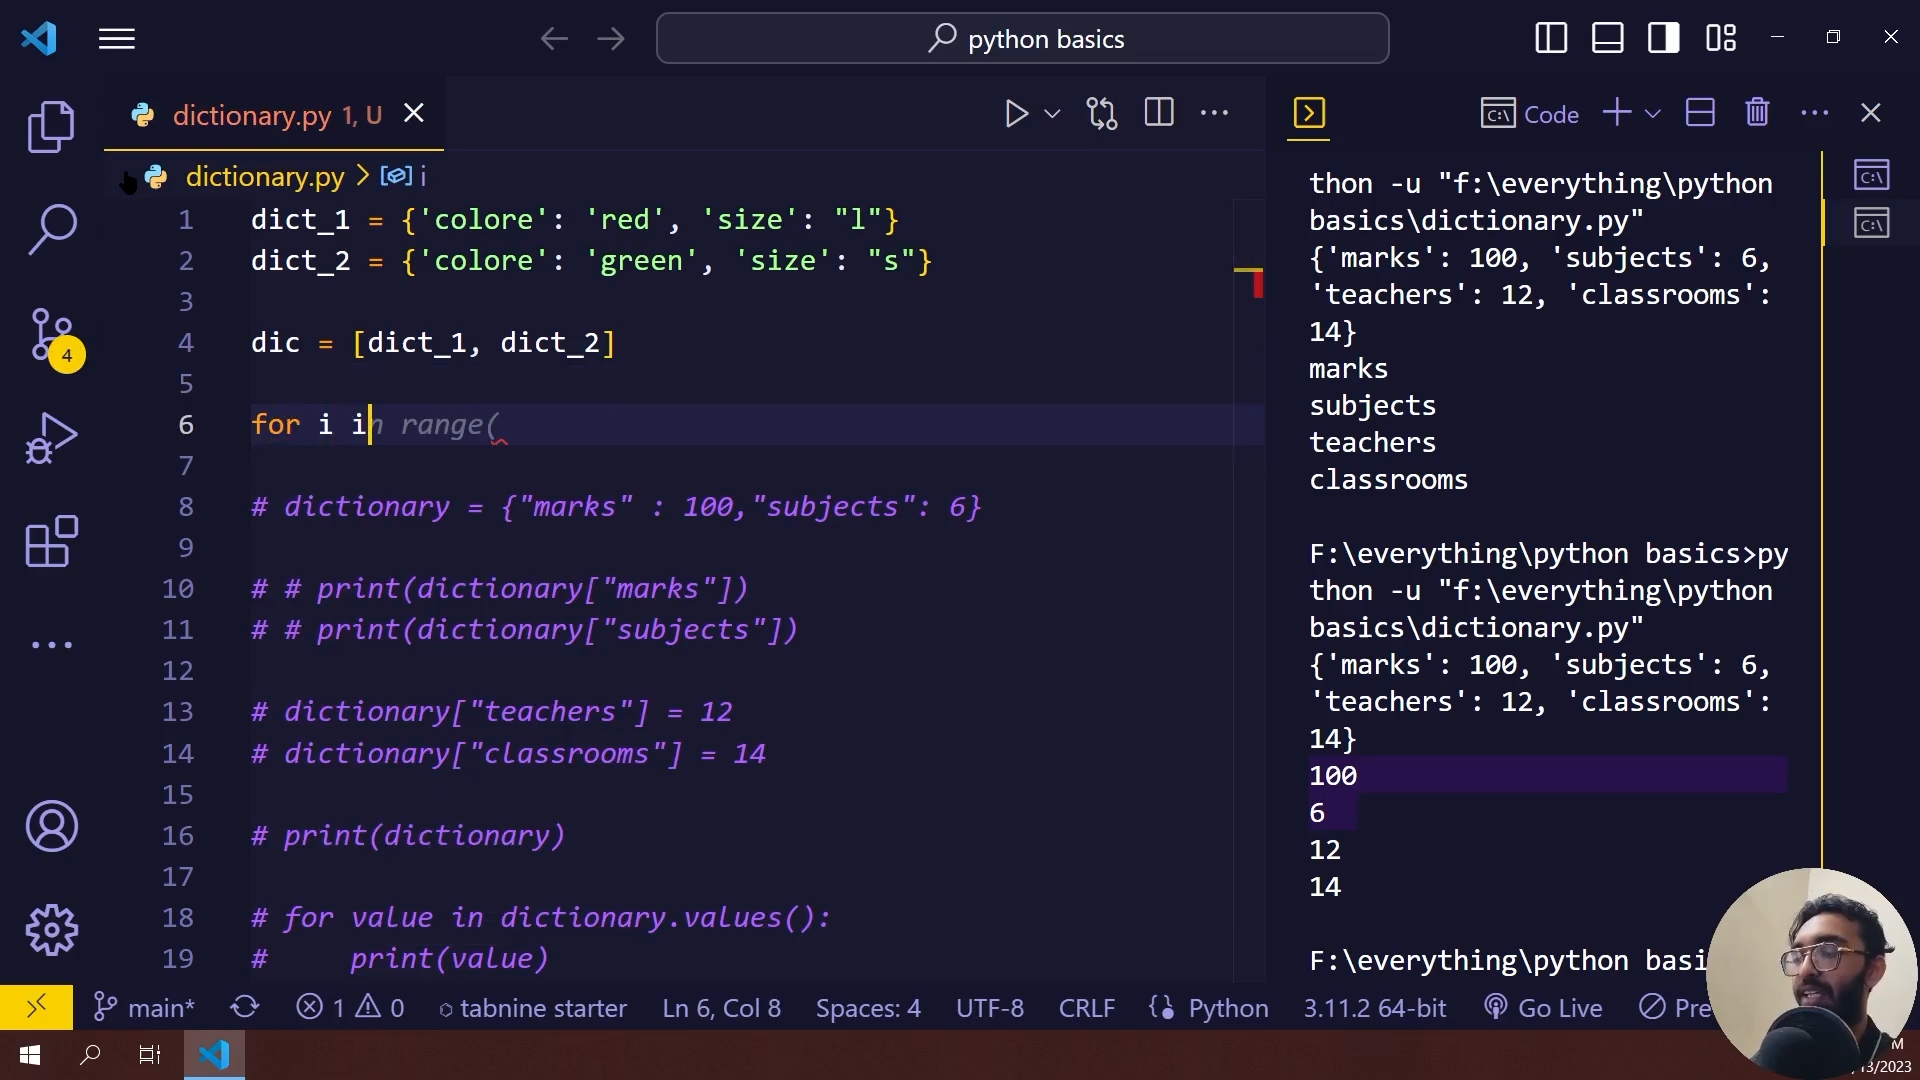 python basics
dictionary.py 1, U
Code
dictionary.py > i
1 dict_1 = {'colore': 'red', 'size': "l"}
2 dict_2 = {'colore': 'green', 'size': "s"}
3
4 dic = [dict_1, dict_2]
5
6 for i in range(
7
8 # dictionary = {"marks" : 100,"subjects": 6}
9
10 # # print(dictionary["marks"])
11 # # print(dictionary["subjects"])
12
13 # dictionary["teachers"] = 12
14 # dictionary["classrooms"] = 14
15
16 # print(dictionary)
17
18 # for value in dictionary.values():
19 #     print(value)
thon -u "f:\everything\python
basics\dictionary.py"
{'marks': 100, 'subjects': 6,
'teachers': 12, 'classrooms':
14}
marks
subjects
teachers
classrooms
F:\everything\python basics>py
thon -u "f:\everything\python
basics\dictionary.py"
{'marks': 100, 'subjects': 6,
'teachers': 12, 'classrooms':
14}
100
6
12
14
F:\everything\python basi
4
main* 1 0 tabnine starter Ln 6, Col 8 Spaces: 4 UTF-8 CRLF Python 3.11.2 64-bit Go Live Pre
M
13/2023